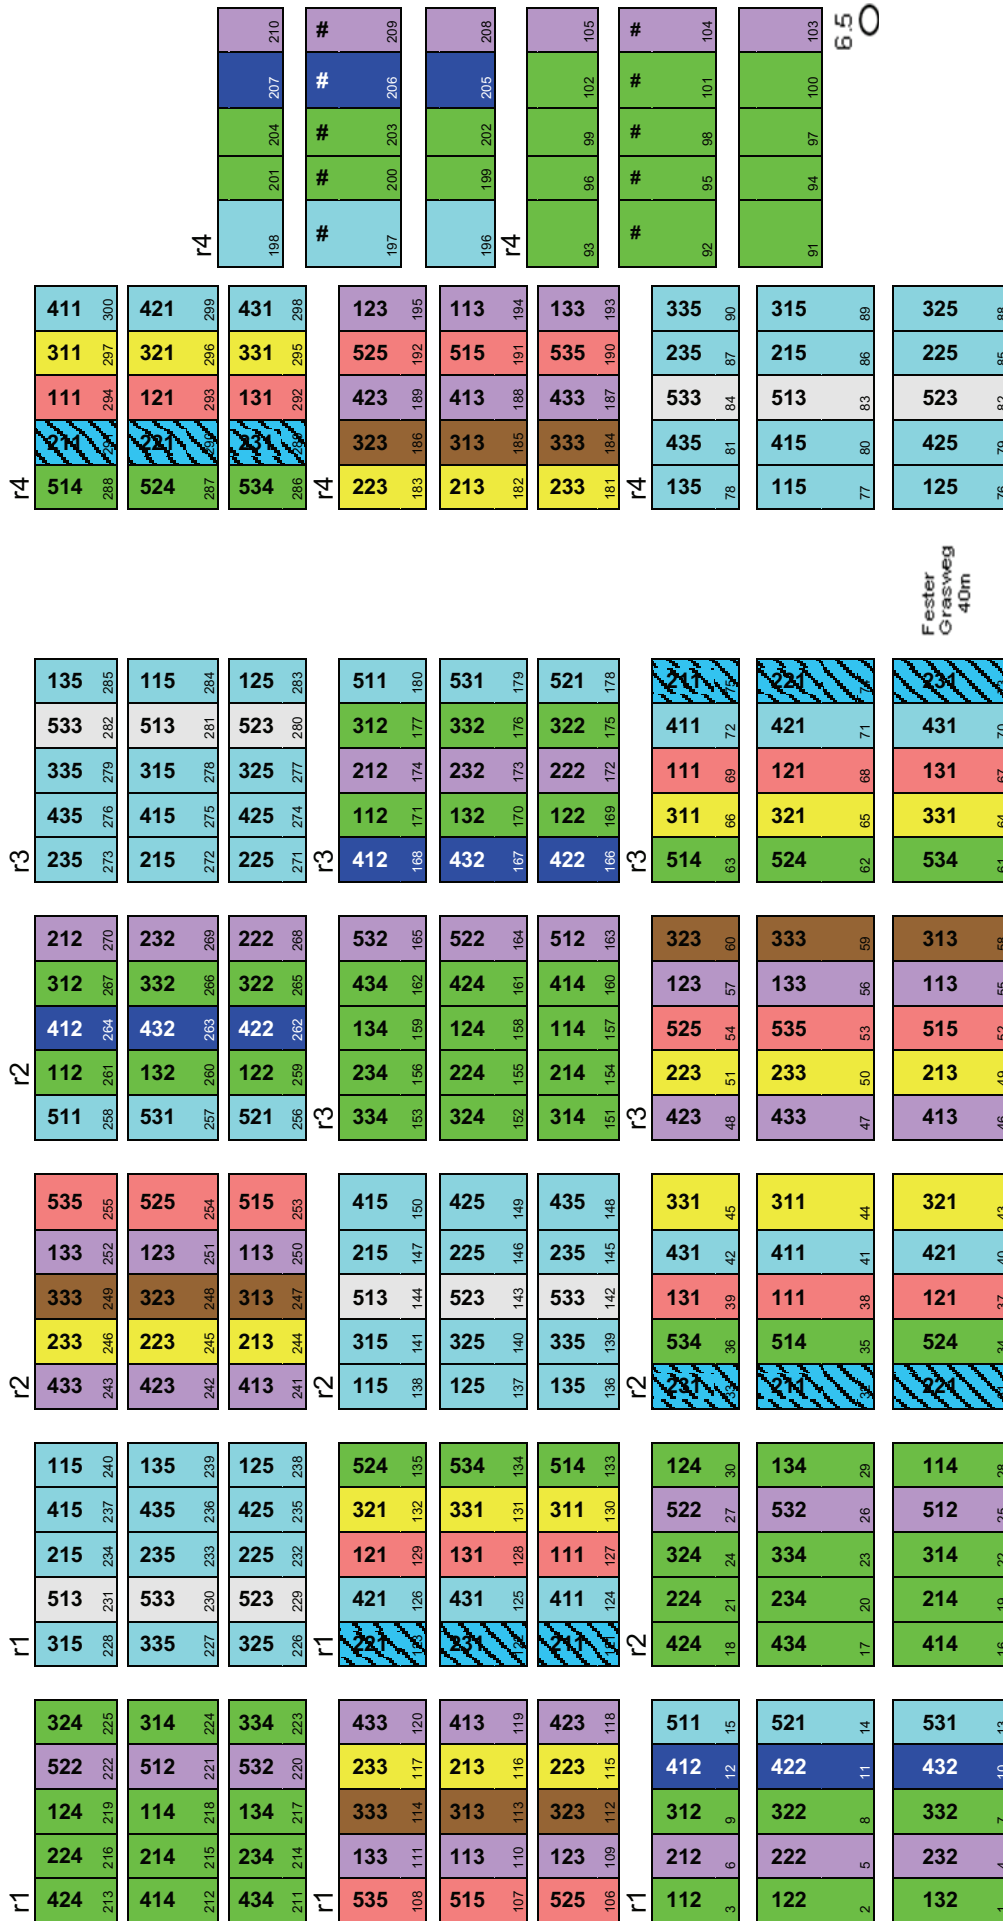 210 # 209 208 105 # 104 103
6.5
207 # 206 205 102 # 101 100
204 # 203 202 99 # 98 97
201 # 200 199 96 # 95 94
198 # 197 196 93 # 92 91
r4 r4
411 300 421 299 431 298 123 195 113 194 133 193 335 90 315 89 325 88
311 297 321 296 331 295 525 192 515 191 535 190 235 87 215 86 225 85
111 294 121 293 131 292 423 189 413 188 433 187 533 84 513 83 523 82
211 221 231 323 186 313 185 333 184 435 81 415 80 425 79
514 288 524 287 534 286 223 183 213 182 233 181 135 78 115 77 125 76
r4 r4 r4
Fester
Grasweg
40m
135 285 115 284 125 283 511 180 531 179 521 178 211 221 231
533 282 513 281 523 280 312 177 332 176 322 175 411 72 421 71 431 70
335 279 315 278 325 277 212 174 232 173 222 172 111 69 121 68 131 67
435 276 415 275 425 274 112 171 132 170 122 169 311 66 321 65 331 64
235 273 215 272 225 271 412 168 432 167 422 166 514 63 524 62 534 61
r3 r3 r3
212 270 232 269 222 268 532 165 522 164 512 163 323 60 333 59 313 58
312 267 332 266 322 265 434 162 424 161 414 160 123 57 133 56 113 55
412 264 432 263 422 262 134 159 124 158 114 157 525 54 535 53 515 52
112 261 132 260 122 259 234 156 224 155 214 154 223 51 233 50 213 49
511 258 531 257 521 256 334 153 324 152 314 151 423 48 433 47 413 46
r2 r3 r3
535 255 525 254 515 253 415 150 425 149 435 148 331 45 311 44 321 43
133 252 123 251 113 250 215 147 225 146 235 145 431 42 411 41 421 40
333 249 323 248 313 247 513 144 523 143 533 142 131 39 111 38 121 37
233 246 223 245 213 244 315 141 325 140 335 139 534 36 514 35 524 34
433 243 423 242 413 241 115 138 125 137 135 136 231 211 221
r2 r2 r2
115 240 135 239 125 238 524 135 534 134 514 133 124 30 134 29 114 28
415 237 435 236 425 235 321 132 331 131 311 130 522 27 532 26 512 25
215 234 235 233 225 232 121 129 131 128 111 127 324 24 334 23 314 22
513 231 533 230 523 229 421 126 431 125 411 124 224 21 234 20 214 19
315 228 335 227 325 226 221 231 211 424 18 434 17 414 16
r1 r1 r2
324 225 314 224 334 223 433 120 413 119 423 118 511 15 521 14 531 13
522 222 512 221 532 220 233 117 213 116 223 115 412 12 422 11 432 10
124 219 114 218 134 217 333 114 313 113 323 112 312 9 322 8 332 7
224 216 214 215 234 214 133 111 113 110 123 109 212 6 222 5 232 4
424 213 414 212 434 211 535 108 515 107 525 106 112 3 122 2 132 1
r1 r1 r1